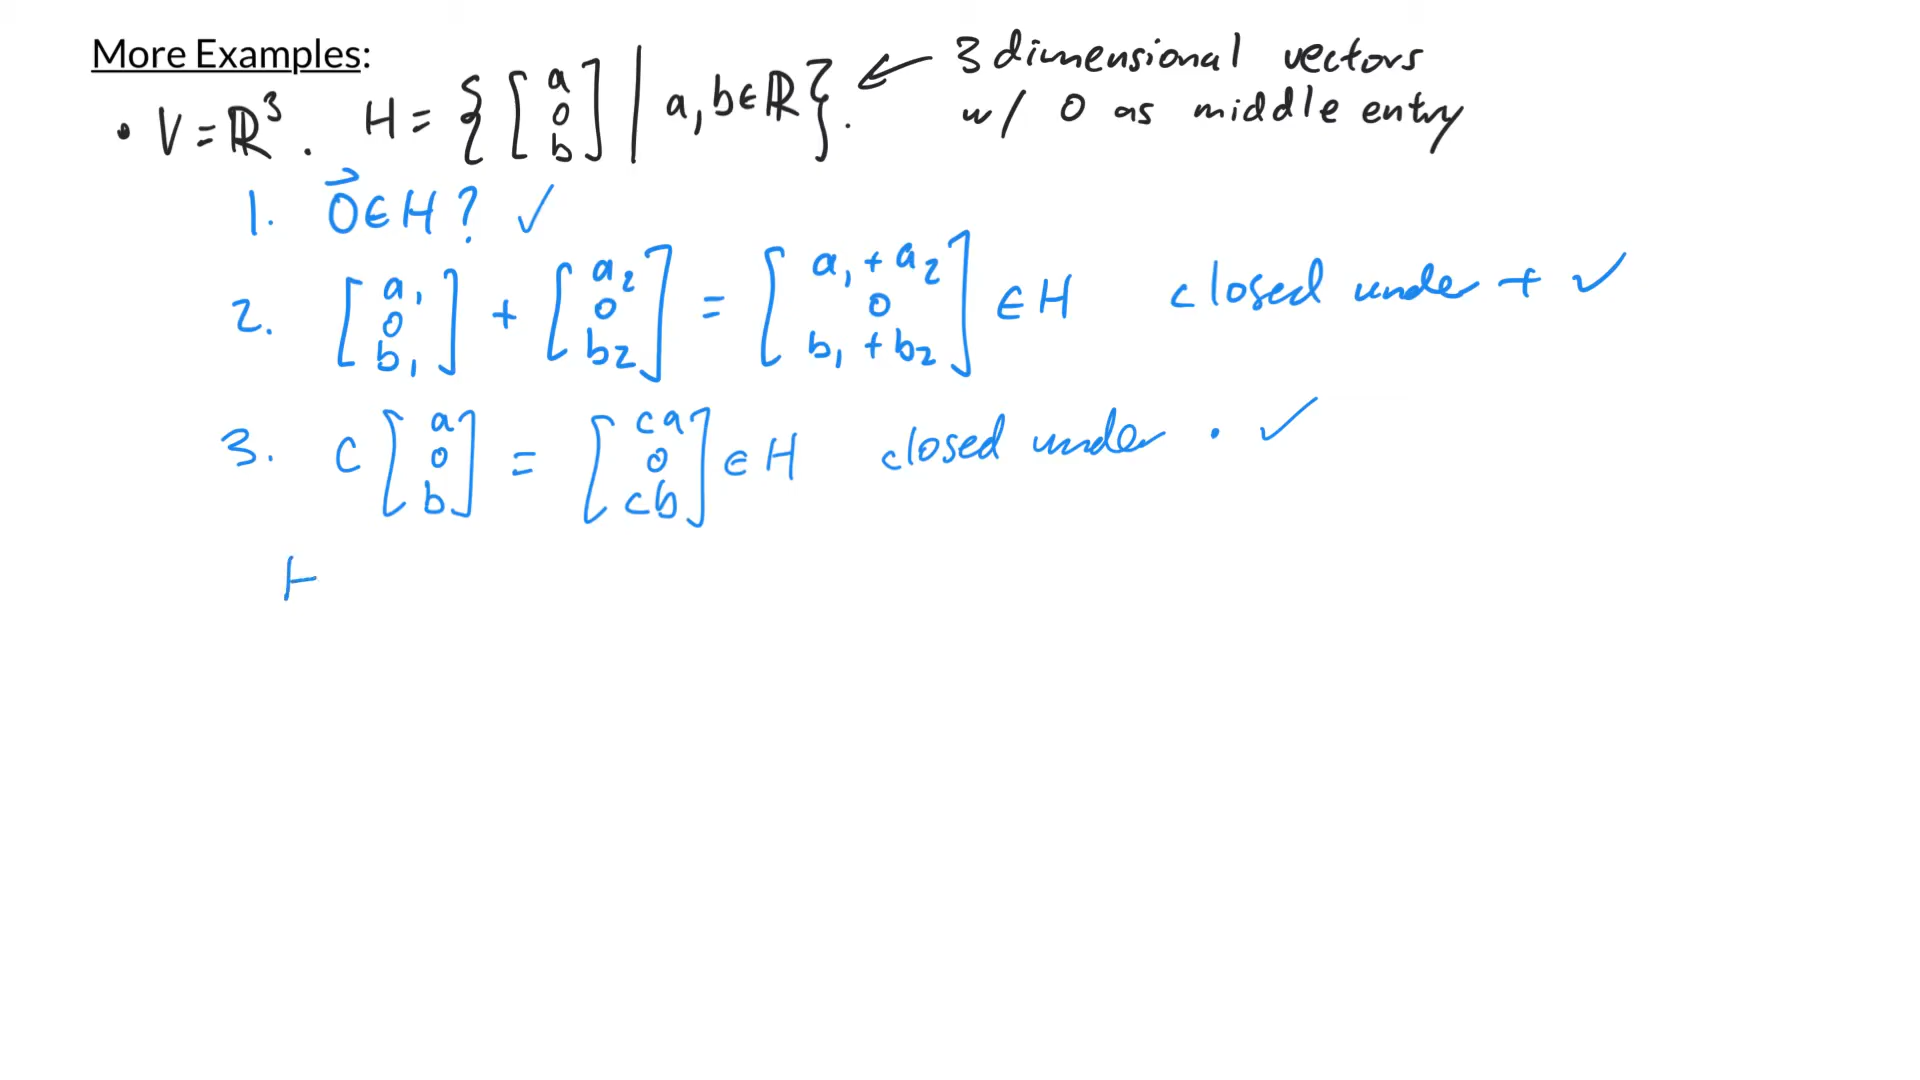 More Examples:
• V = ℝ³. H = { [a 0 b] | a, b ∈ ℝ }. ← 3 dimensional vectors
w/ 0 as middle entry
1. 0⃗ ∈ H? ✓
2. [a₁ 0 b₁] + [a₂ 0 b₂] = [a₁ + a₂ 0 b₁ + b₂] ∈ H closed under + ✓
3. c [a 0 b] = [ca 0 cb] ∈ H closed under · ✓